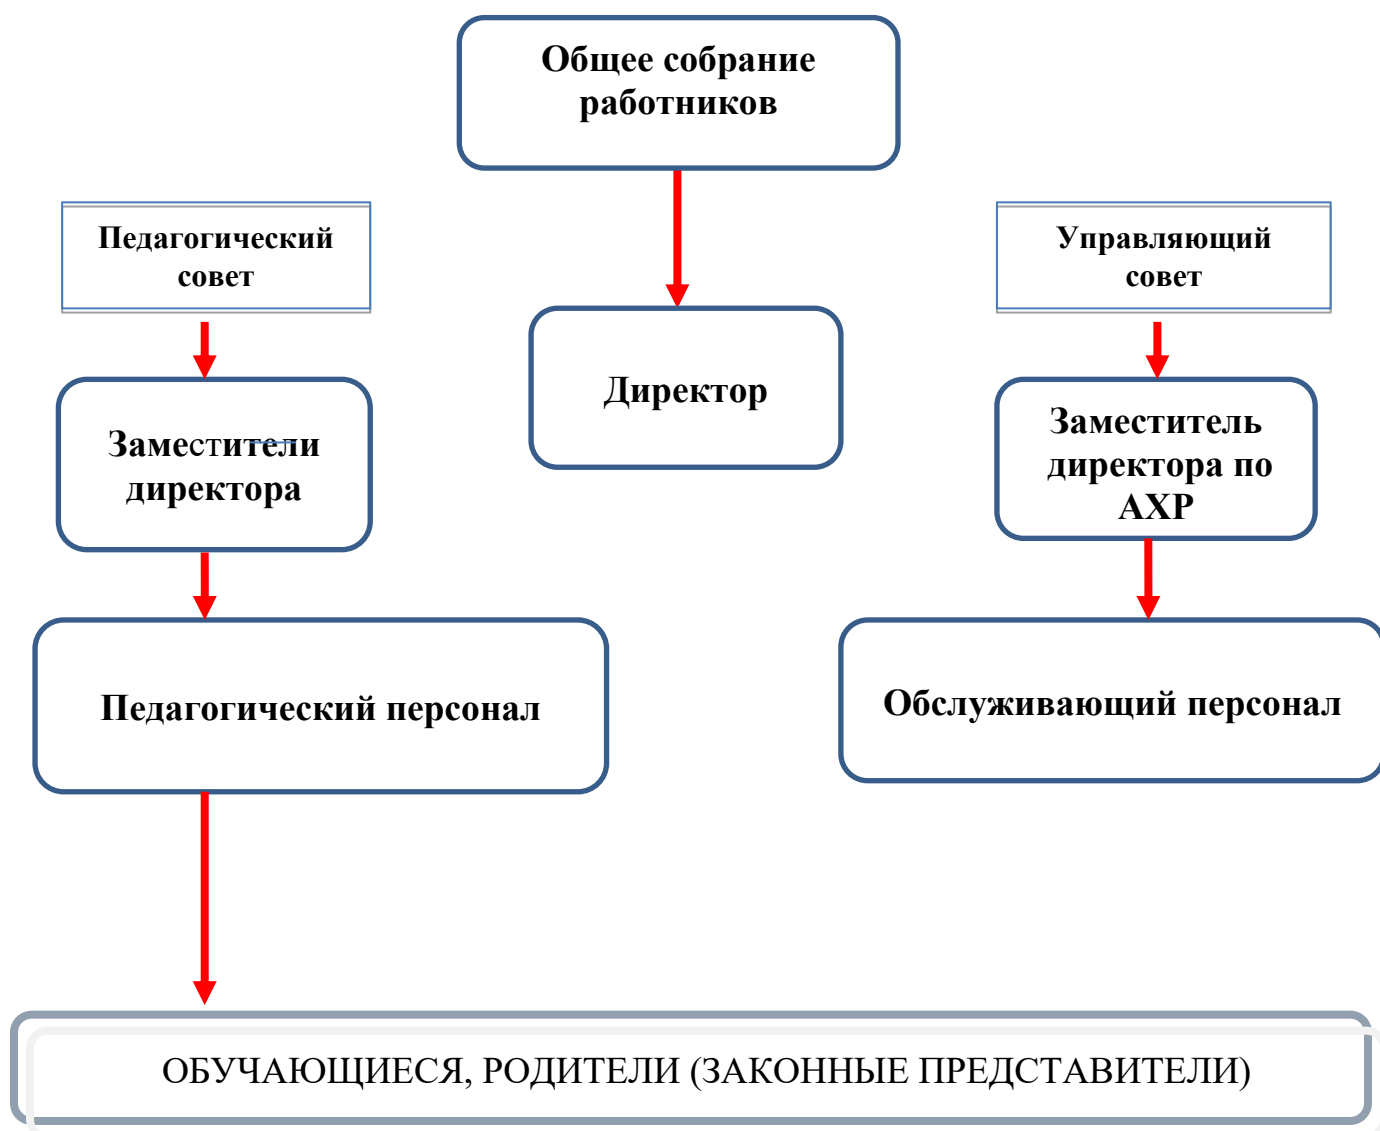 Общее собрание
работников
Педагогический
совет
Управляющий
совет
Директор
Заместители
директора
Заместитель
директора по
АХР
Педагогический персонал
Обслуживающий персонал
ОБУЧАЮЩИЕСЯ, РОДИТЕЛИ (ЗАКОННЫЕ ПРЕДСТАВИТЕЛИ)